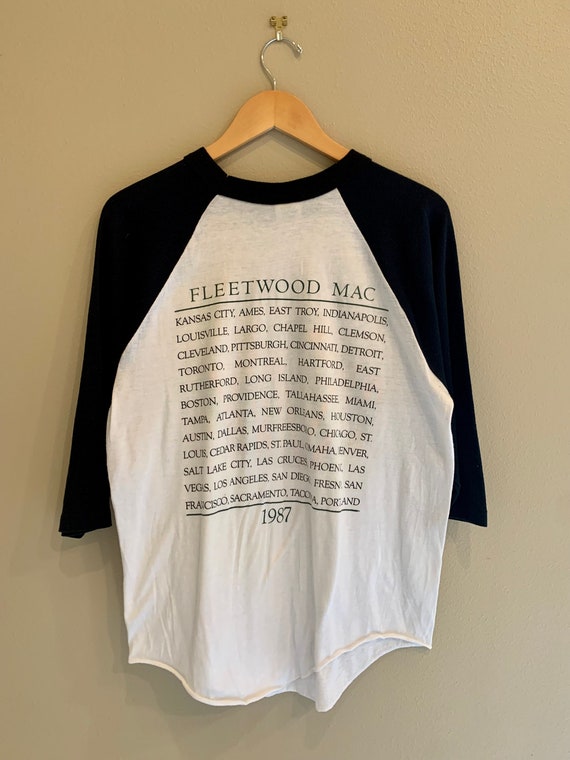 FLEETWOOD MAC
KANSAS CITY, AMES, EAST TROY, INDIANAPOLIS,
LOUISVILLE, LARGO, CHAPEL HILL, CLEMSON,
CLEVELAND, PITTSBURGH, CINCINNATI, DETROIT,
TORONTO, MONTREAL, HARTFORD, EAST
RUTHERFORD, LONG ISLAND, PHILADELPHIA,
BOSTON, PROVIDENCE, TALLAHASSEE, MIAMI,
TAMPA, ATLANTA, NEW ORLEANS, HOUSTON,
AUSTIN, DALLAS, MURFREESBORO, CHICAGO, ST.
LOUIS, CEDAR RAPIDS, ST. PAUL, OMAHA, ENVER,
SALT LAKE CITY, LAS CRUCES, PHOENI, LAS
VEGAS, LOS ANGELES, SAN DIEGO, FRESN, SAN
FRANCISCO, SACRAMENTO, TACOMA, PORTLAND
1987